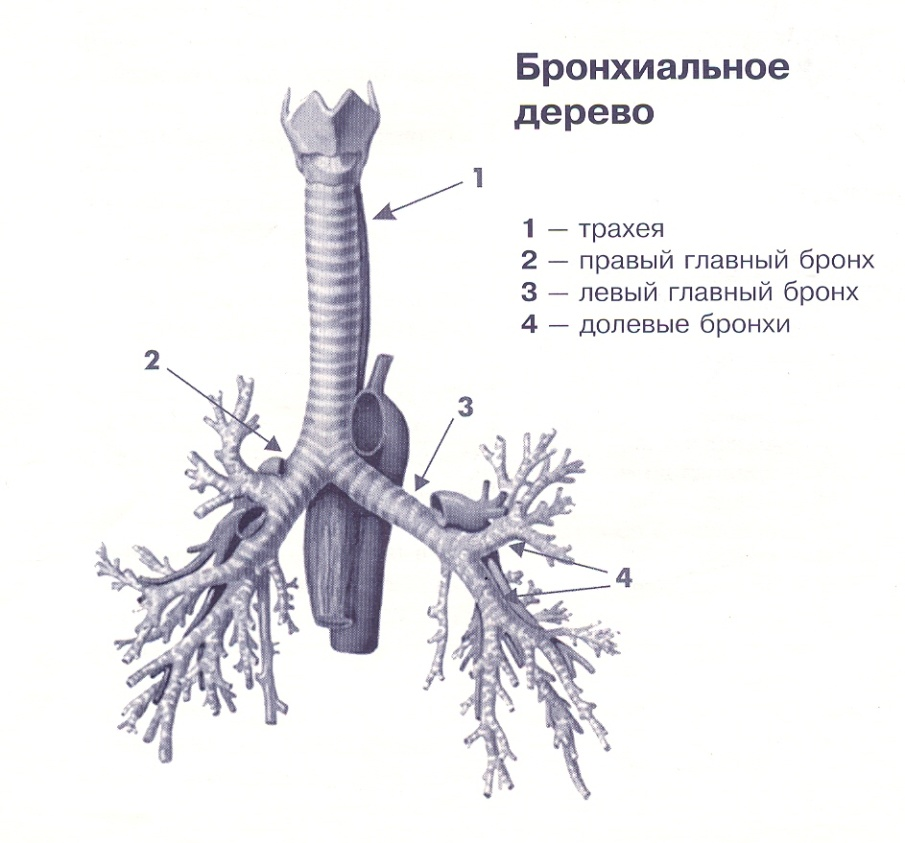 Бронхиальное
дерево
1
1 — трахея
2 — правый главный бронх
3 — левый главный бронх
4 — долевые бронхи
2
3
4